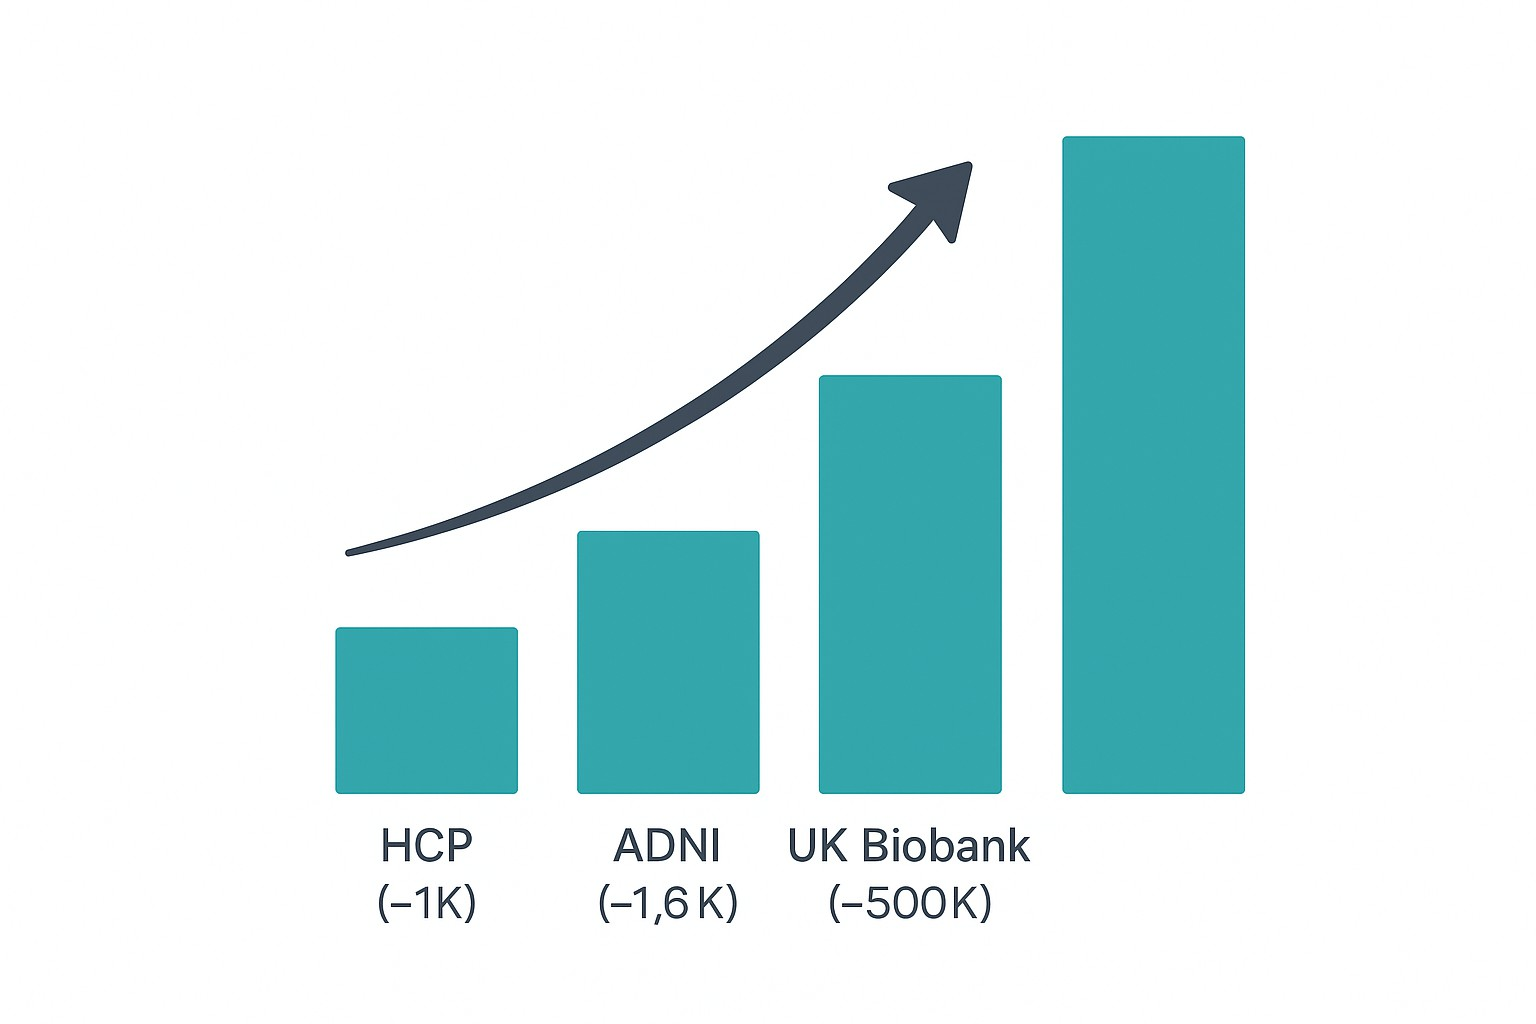 HCP
(–1K)
ADNI
(–1,6 K)
UK Biobank
(–500K)